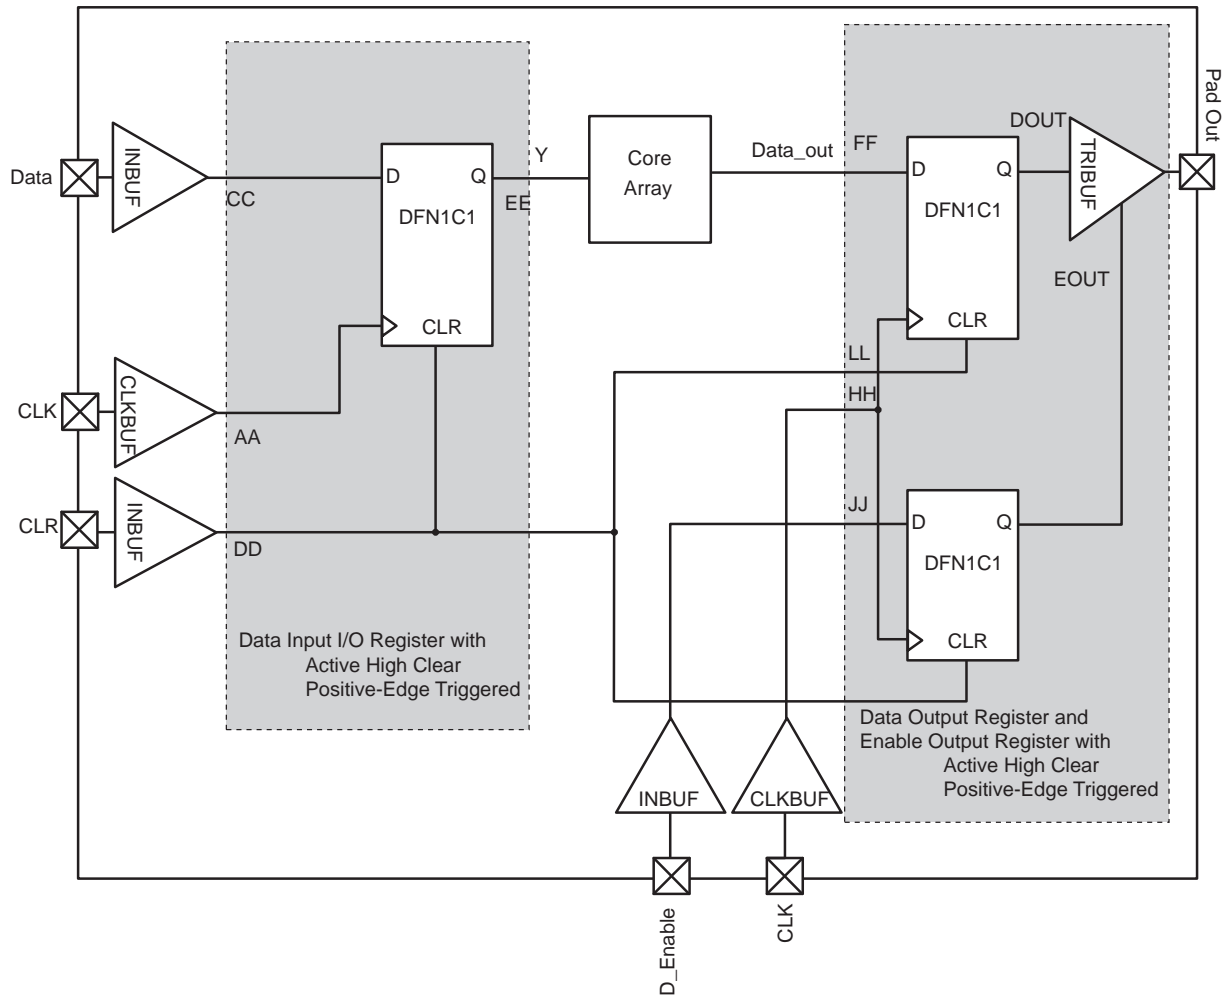 Data
INBUF
CC
D
Q
DFN1C1
CLR
Y
EE
Core
Array
Data_out
FF
D
Q
DFN1C1
CLR
DOUT
TRIBUF
Pad Out
EOUT
CLK
CLKBUF
AA
LL
HH
CLR
INBUF
DD
JJ
D
Q
DFN1C1
CLR
Data Input I/O Register with
Active High Clear
Positive-Edge Triggered
Data Output Register and
Enable Output Register with
Active High Clear
Positive-Edge Triggered
INBUF
CLKBUF
D_Enable
CLK